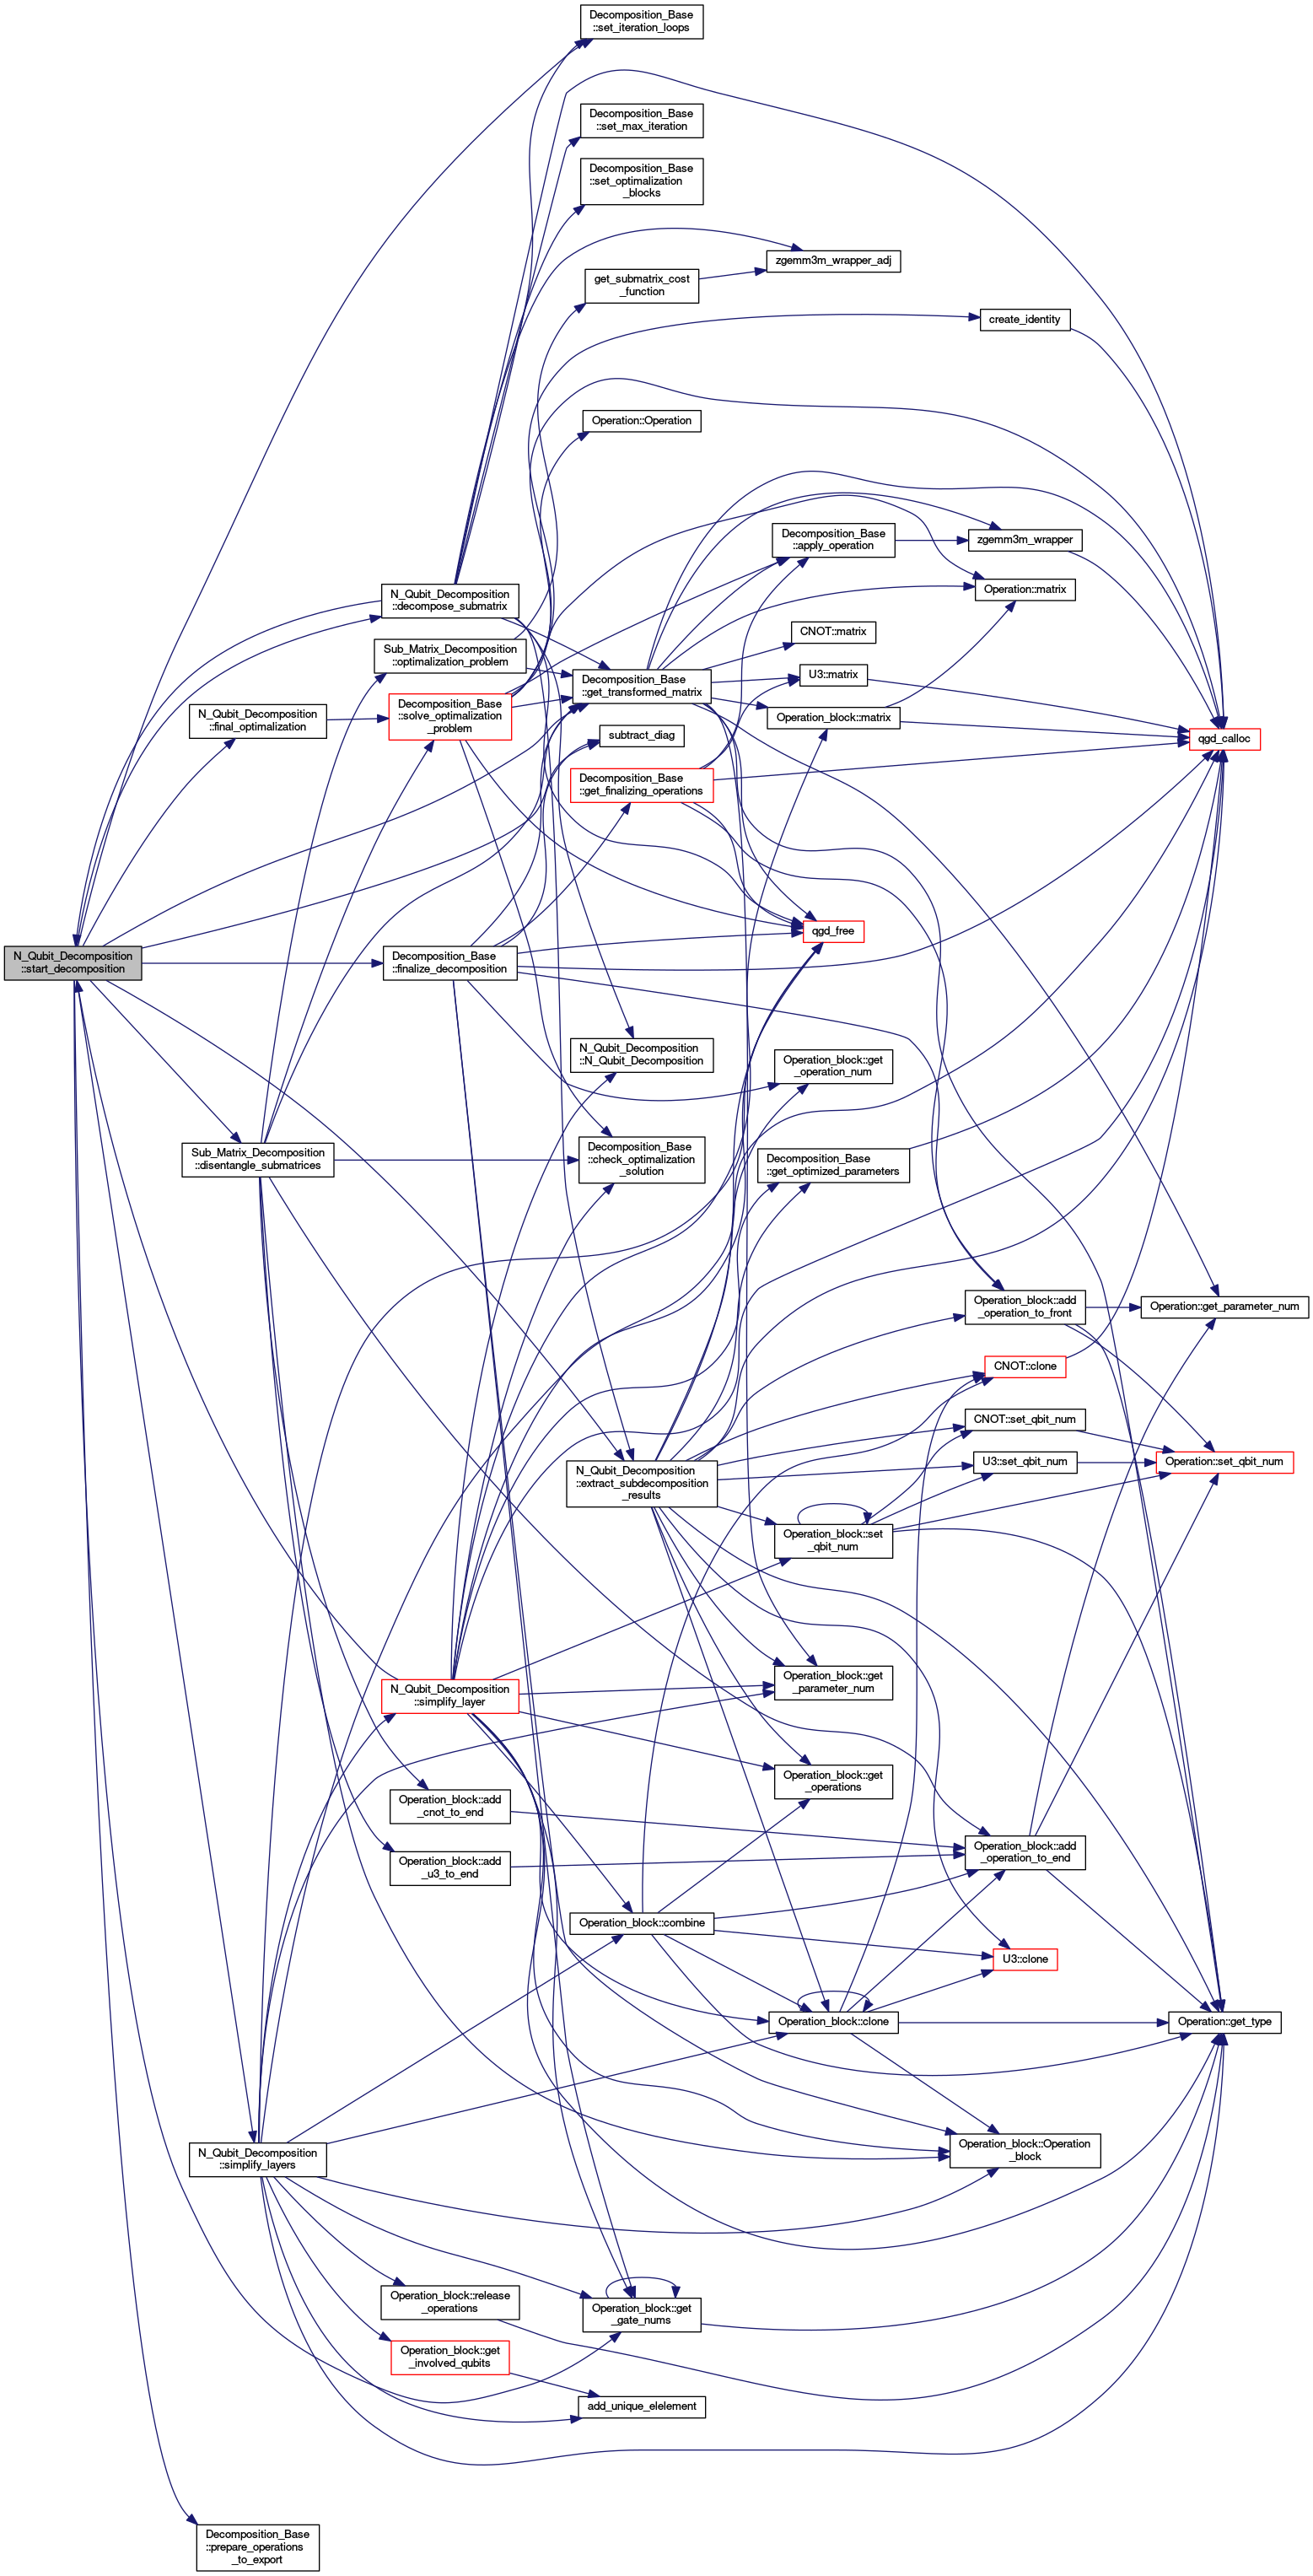 Decomposition_Base
::set_iteration_loops
Decomposition_Base
::set_max_iteration
Decomposition_Base
::set_optimalization
_blocks
zgemm3m_wrapper_adj
get_submatrix_cost
_function
create_identity
Operation::Operation
Decomposition_Base
::apply_operation
zgemm3m_wrapper
N_Qubit_Decomposition
::decompose_submatrix
Operation::matrix
CNOT::matrix
Sub_Matrix_Decomposition
::optimalization_problem
Decomposition_Base
::get_transformed_matrix
U3::matrix
N_Qubit_Decomposition
::final_optimalization
Decomposition_Base
::solve_optimalization
_problem
Operation_block::matrix
subtract_diag
qgd_calloc
Decomposition_Base
::get_finalizing_operations
qgd_free
N_Qubit_Decomposition
::start_decomposition
Decomposition_Base
::finalize_decomposition
N_Qubit_Decomposition
::N_Qubit_Decomposition
Operation_block::get
_operation_num
Sub_Matrix_Decomposition
::disentangle_submatrices
Decomposition_Base
::check_optimalization
_solution
Decomposition_Base
::get_optimized_parameters
Operation_block::add
_operation_to_front
Operation::get_parameter_num
CNOT::clone
CNOT::set_qbit_num
N_Qubit_Decomposition
::extract_subdecomposition
_results
U3::set_qbit_num
Operation::set_qbit_num
Operation_block::set
_qbit_num
N_Qubit_Decomposition
::simplify_layer
Operation_block::get
_parameter_num
Operation_block::get
_operations
Operation_block::add
_cnot_to_end
Operation_block::add
_operation_to_end
Operation_block::add
_u3_to_end
Operation_block::combine
U3::clone
Operation_block::clone
Operation::get_type
N_Qubit_Decomposition
::simplify_layers
Operation_block::Operation
_block
Operation_block::release
_operations
Operation_block::get
_gate_nums
Operation_block::get
_involved_qubits
add_unique_elelement
Decomposition_Base
::prepare_operations
_to_export